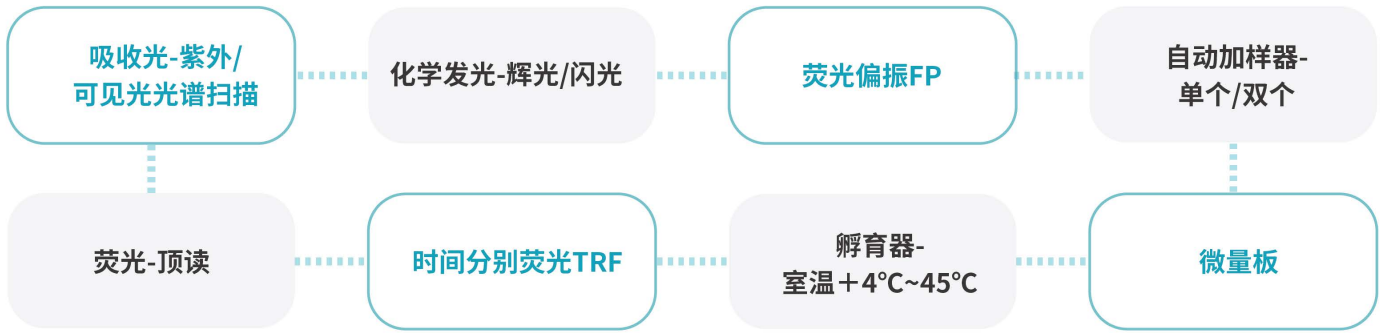 吸收光-紫外/
可见光光谱扫描
化学发光-辉光/闪光
荧光偏振FP
自动加样器-
单个/双个
荧光-顶读
时间分别荧光TRF
孵育器-
室温＋4℃~45℃
微量板